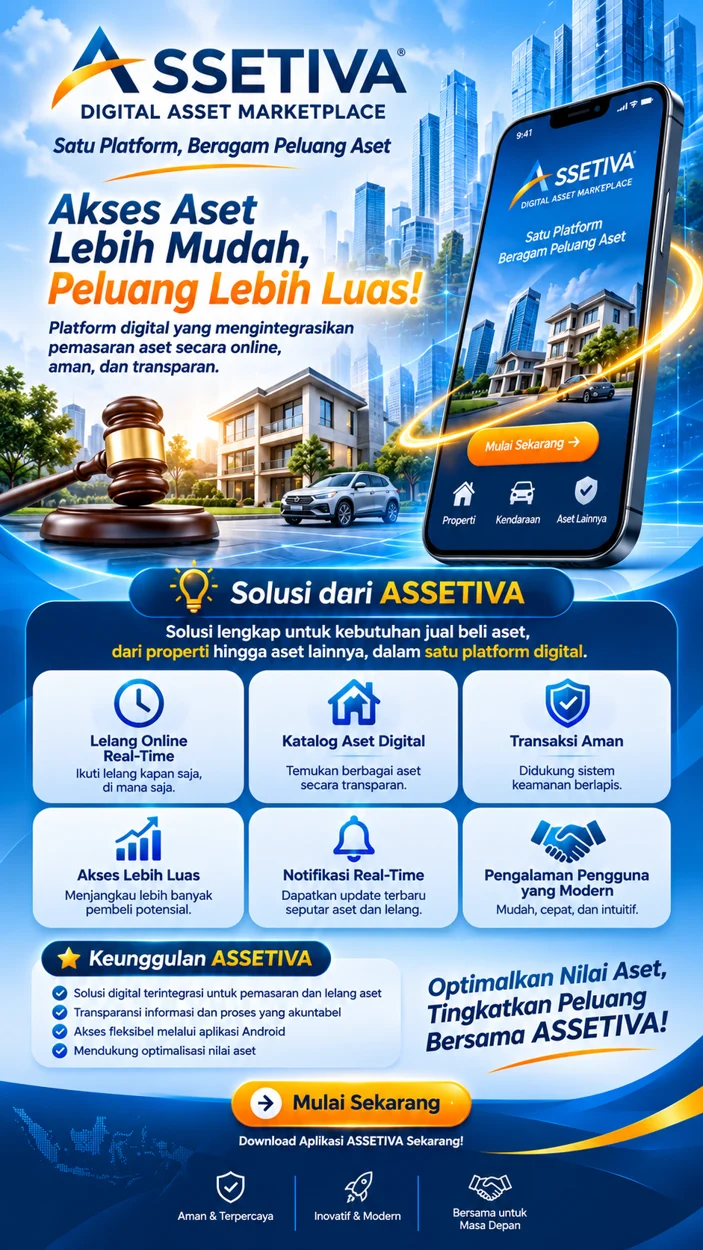 ASSETIVA®
DIGITAL ASSET MARKETPLACE
Satu Platform, Beragam Peluang Aset
Akses Aset
Lebih Mudah,
Peluang Lebih Luas!
Platform digital yang mengintegrasikan
pemasaran aset secara online,
aman, dan transparan.
9:41
ASSETIVA
DIGITAL ASSET MARKEPLACE
Satu Platform
Beragam Peluang Aset
Mulai Sekarang →
Properti
Kendaraan
Aset Lainnya
Solusi dari ASSETIVA
Solusi lengkap untuk kebutuhan jual beli aset,
dari properti hingga aset lainnya, dalam satu platform digital.
Lelang Online
Real-Time
Ikuti lelang kapan saja,
di mana saja.
Katalog Aset Digital
Temukan berbagai aset
secara transparan.
Transaksi Aman
Didukung sistem
keamanan berlapis.
Akses Lebih Luas
Menjangkau lebih banyak
pembeli potensial.
Notifikasi Real-Time
Dapatkan update terbaru
seputar aset dan lelang.
Pengalaman Pengguna
yang Modern
Mudah, cepat, dan intuitif.
Keunggulan ASSETIVA
Solusi digital terintegrasi untuk pemasaran dan lelang aset
Transparansi informasi dan proses yang akuntabel
Akses fleksibel melalui aplikasi Android
Mendukung optimalisasi nilai aset
Optimalkan Nilai Aset,
Tingkatkan Peluang
Bersama ASSETIVA!
Mulai Sekarang
Download Aplikasi ASSETIVA Sekarang!
Aman & Terpercaya
Inovatif & Modern
Bersama untuk
Masa Depan